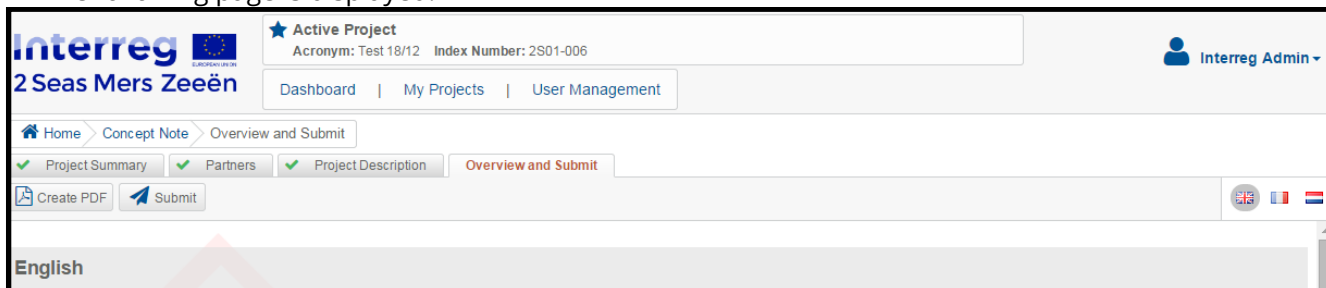 Interreg
EUROPEAN UNION
2 Seas Mers Zeeën
Active Project
Acronym: Test 18/12 Index Number: 2S01-006
Dashboard | My Projects | User Management
Interreg Admin
Home Concept Note Overview and Submit
Project Summary Partners Project Description Overview and Submit
Create PDF Submit
English